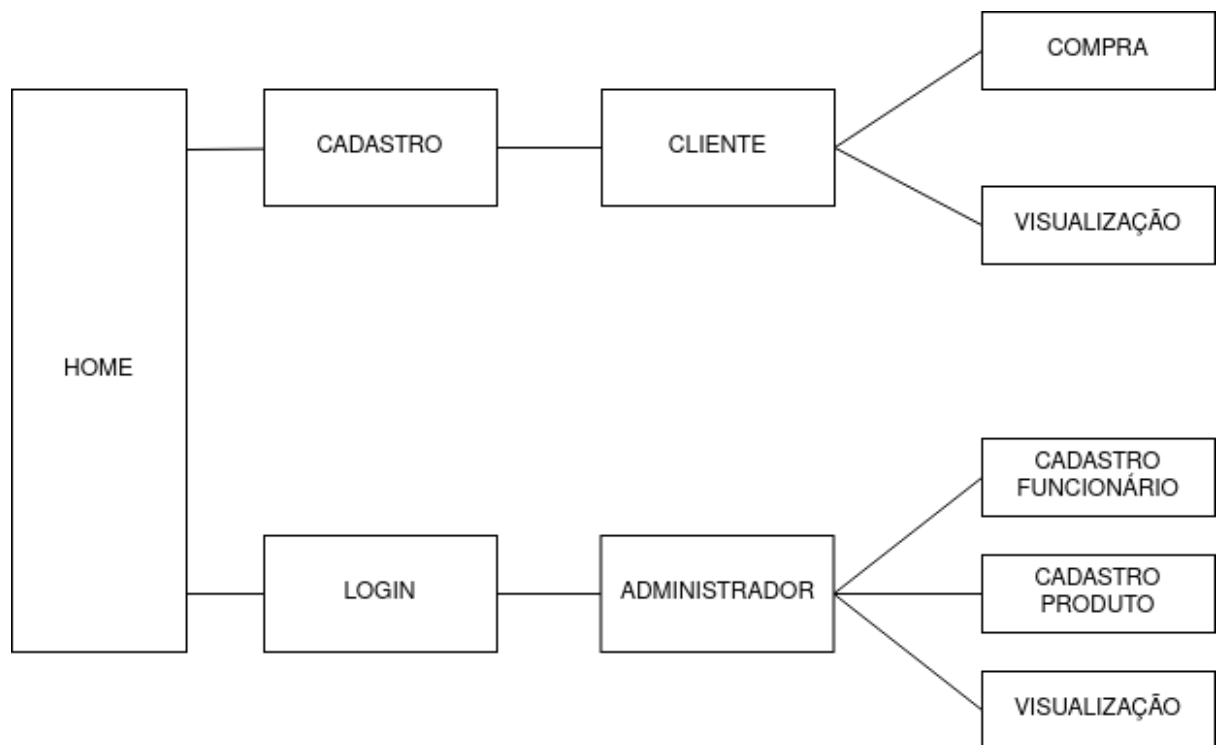 COMPRA
CADASTRO
CLIENTE
VISUALIZAÇÃO
HOME
CADASTRO
FUNCIONÁRIO
LOGIN
ADMINISTRADOR
CADASTRO
PRODUTO
VISUALIZAÇÃO